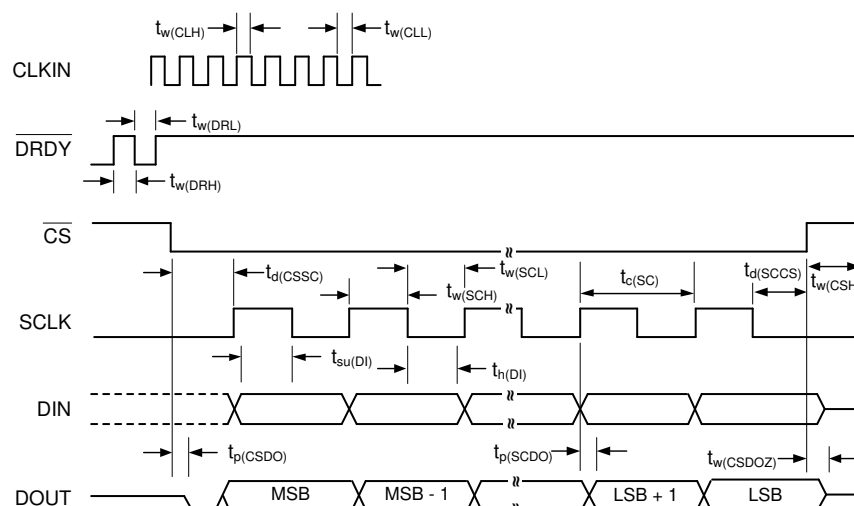 tw(CLH) tw(CLL)
CLKIN
tw(DRL)
DRDY
tw(DRH)
CS
td(CSSC) tw(SCL) tc(SC) td(SCCS)
tw(SCH) tw(CSH
SCLK
tsu(DI) th(DI)
DIN
tp(CSDO) tp(SCDO) tw(CSDOZ)
DOUT MSB MSB - 1 LSB + 1 LSB